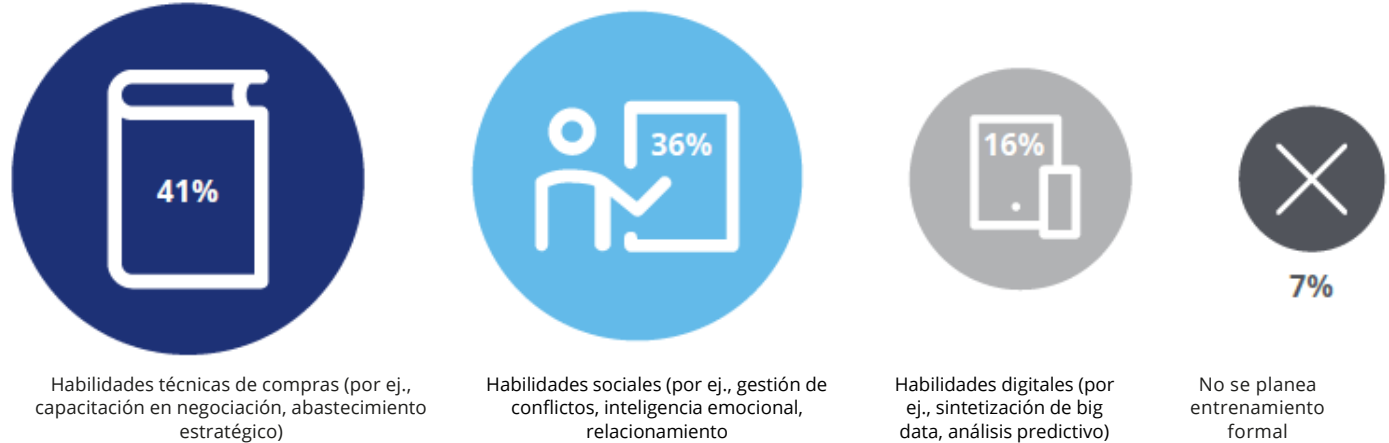 41%
36%
16%
7%
Habilidades técnicas de compras (por ej.,
capacitación en negociación, abastecimiento
estratégico)
Habilidades sociales (por ej., gestión de
conflictos, inteligencia emocional,
relacionamiento
Habilidades digitales (por
ej., sintetización de big
data, análisis predictivo)
No se planea
entrenamiento
formal